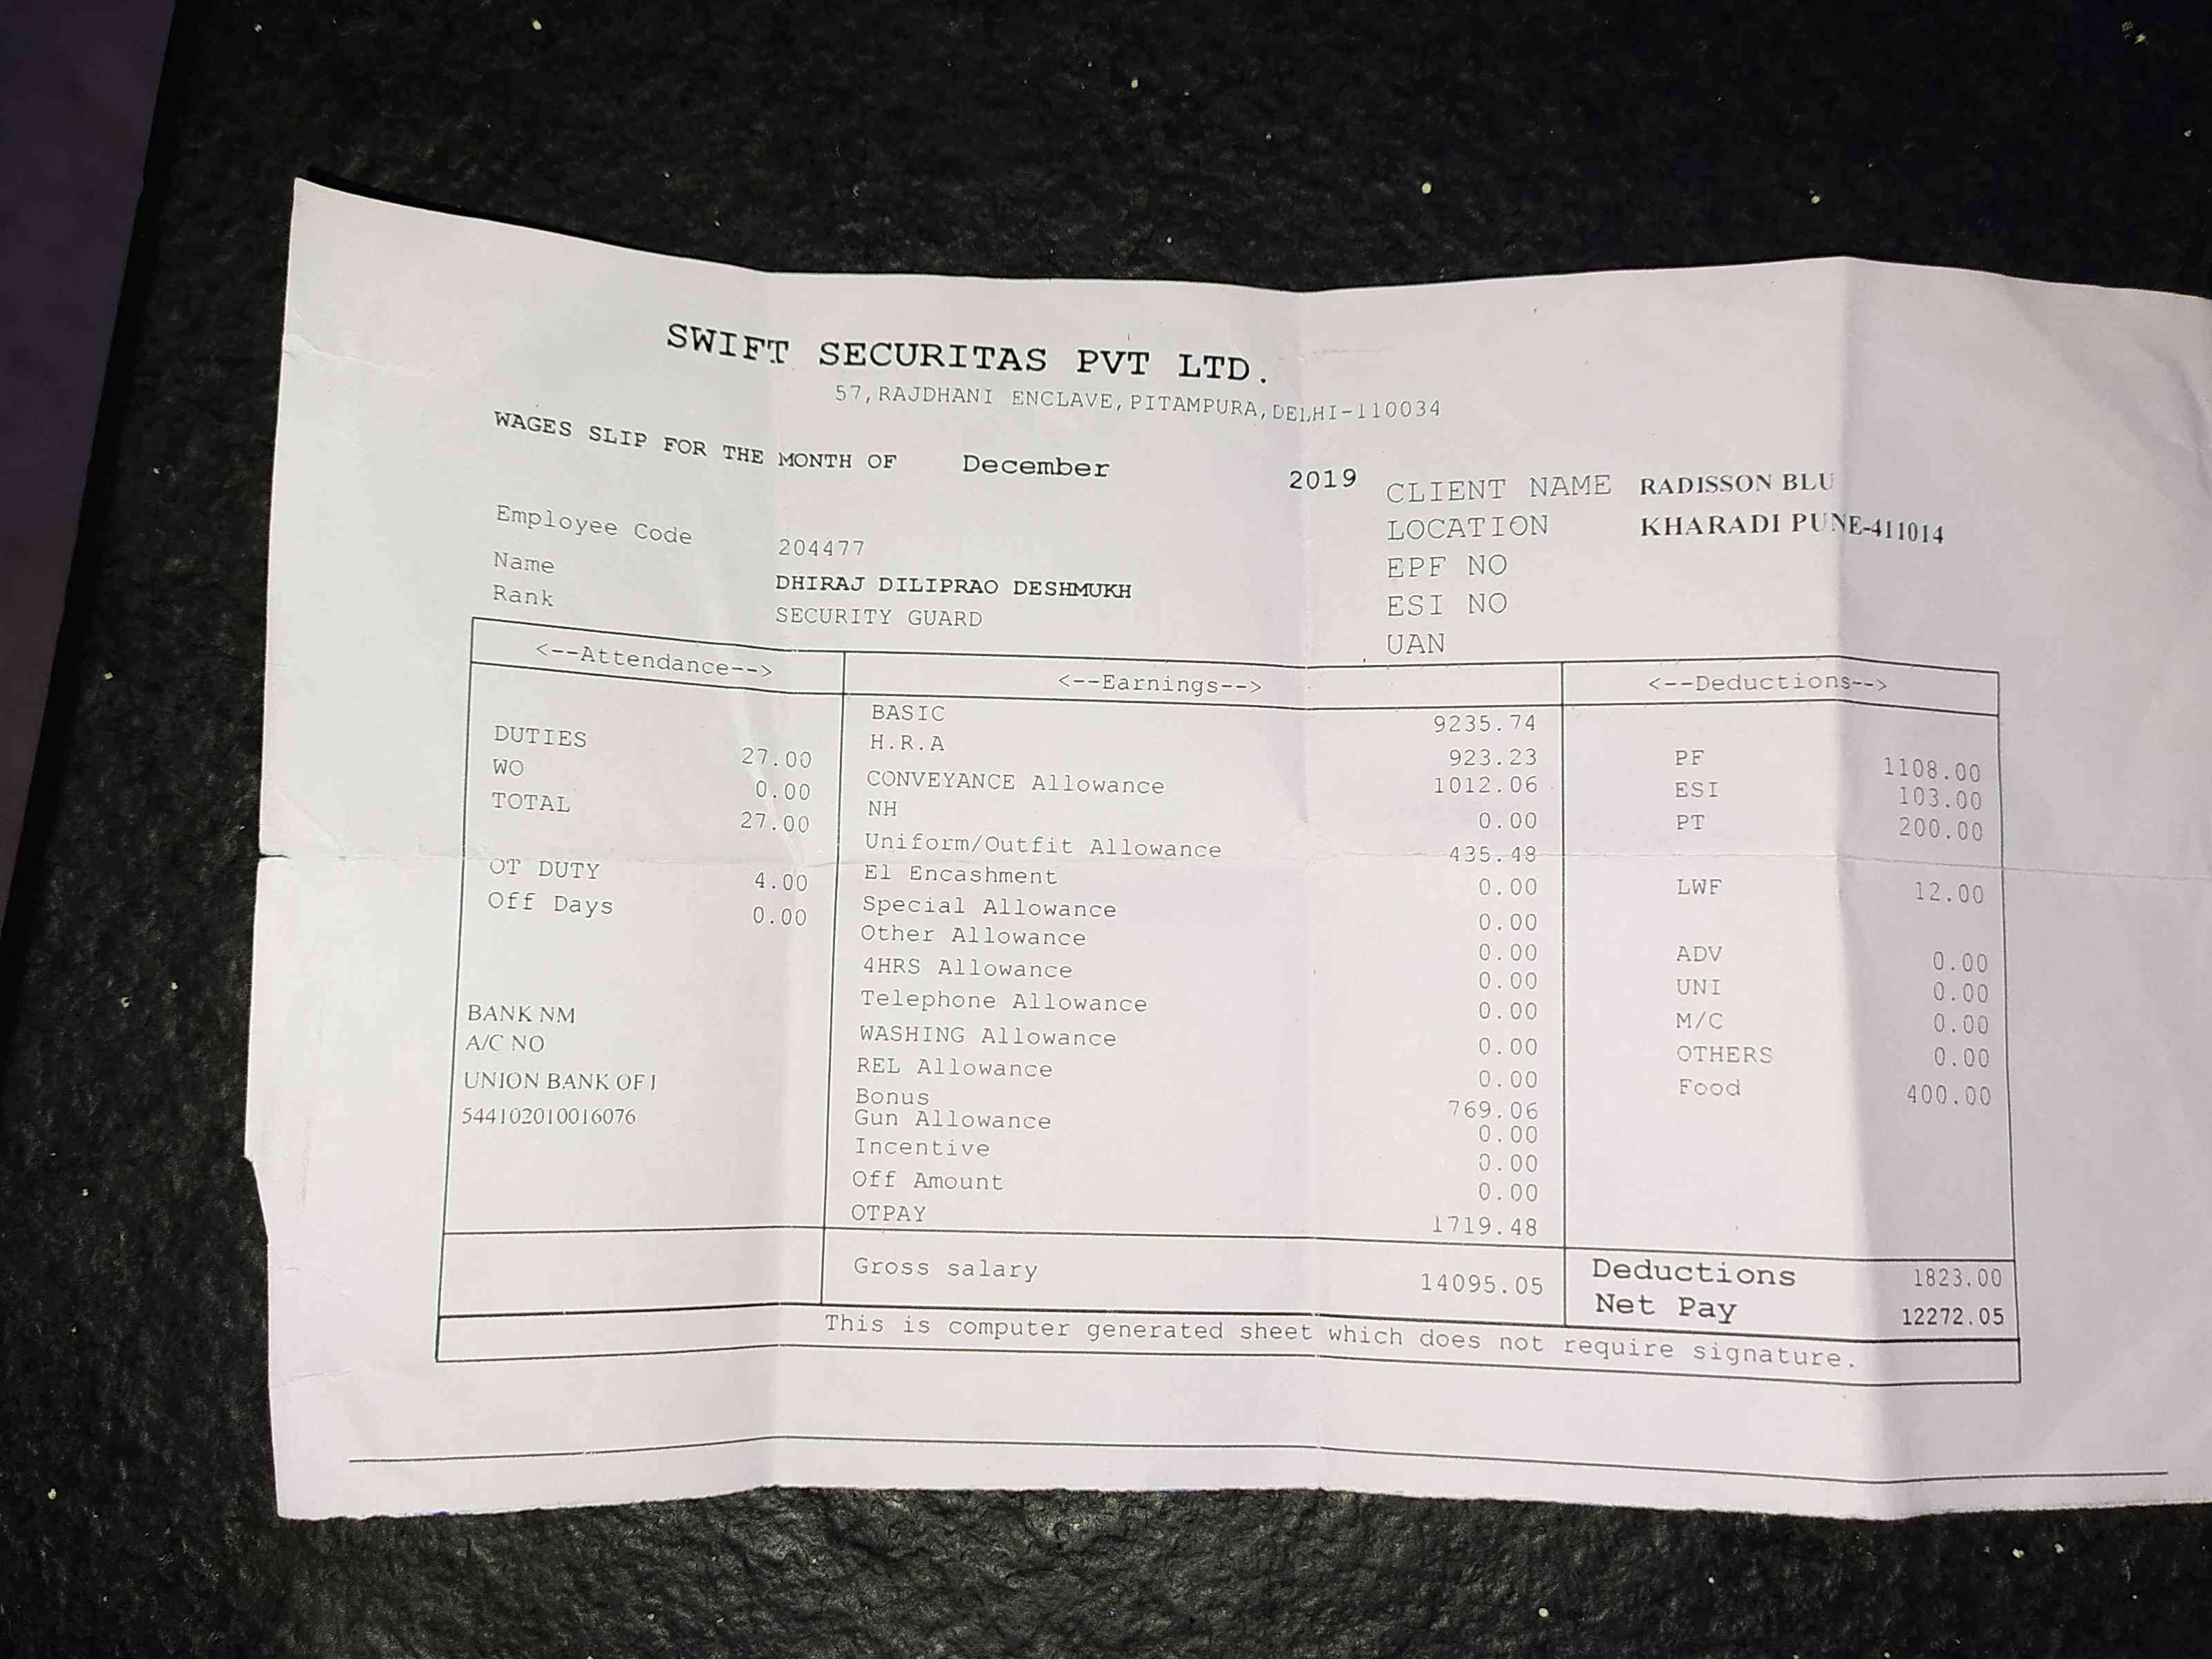 SWIFT SECURITAS PVT LTD.
57,RAJDHANI ENCLAVE,PITAMPURA,DELHI-110034
WAGES SLIP FOR THE MONTH OF December 2019
CLIENT NAME RADISSON BLU
LOCATION KHARADI PUNE-411014
EPF NO
ESI NO
UAN
Employee Code 204477
Name DHIRAJ DILIPRAO DESHMUKH
Rank SECURITY GUARD
<--Attendance-->
DUTIES 27.00
WO 0.00
TOTAL 27.00
OT DUTY 4.00
Off Days 0.00
BANK NM
A/C NO
UNION BANK OF I
544102010016076
<--Earnings-->
BASIC 9235.74
H.R.A 923.23
CONVEYANCE Allowance 1012.06
NH 0.00
Uniform/Outfit Allowance 435.48
El Encashment 0.00
Special Allowance 0.00
Other Allowance 0.00
4HRS Allowance 0.00
Telephone Allowance 0.00
WASHING Allowance 0.00
REL Allowance 0.00
Bonus 769.06
Gun Allowance 0.00
Incentive 0.00
Off Amount 0.00
OTPAY 1719.48
Gross salary 14095.05
<--Deductions-->
PF 1108.00
ESI 103.00
PT 200.00
LWF 12.00
ADV 0.00
UNI 0.00
M/C 0.00
OTHERS 0.00
Food 400.00
Deductions 1823.00
Net Pay 12272.05
This is computer generated sheet which does not require signature.